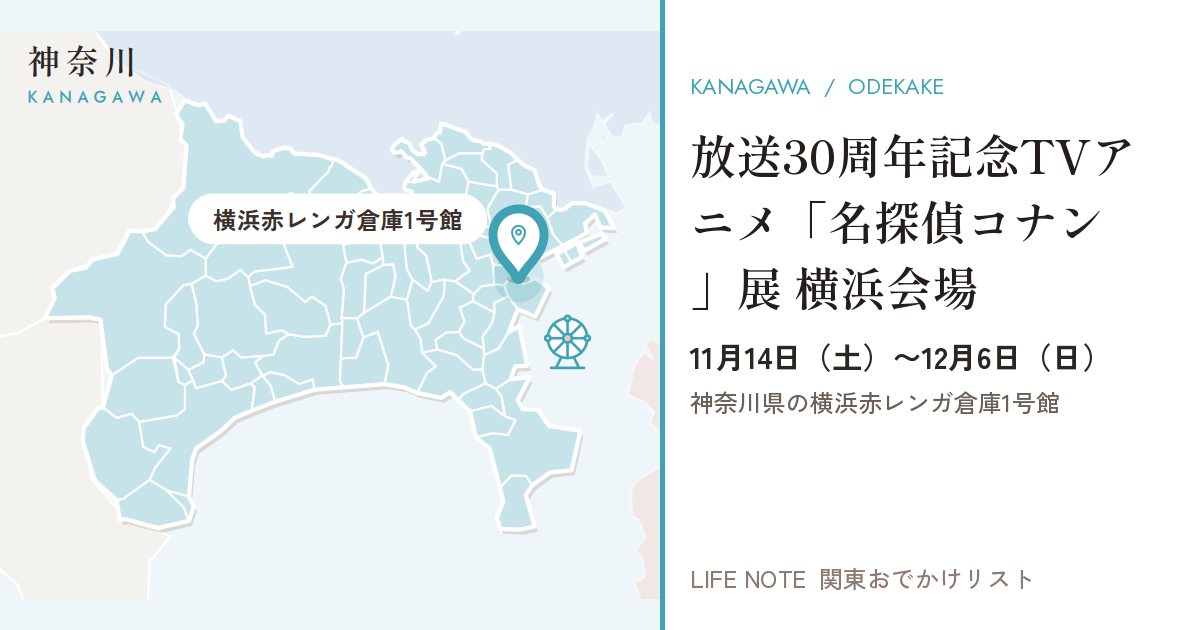 神奈川
KANAGAWA
横浜赤レンガ倉庫1号館
KANAGAWA / ODEKAKE
放送30周年記念TVア
ニメ「名探偵コナン
」展 横浜会場
11月14日（土）〜12月6日（日）
神奈川県の横浜赤レンガ倉庫1号館
LIFE NOTE 関東おでかけリスト